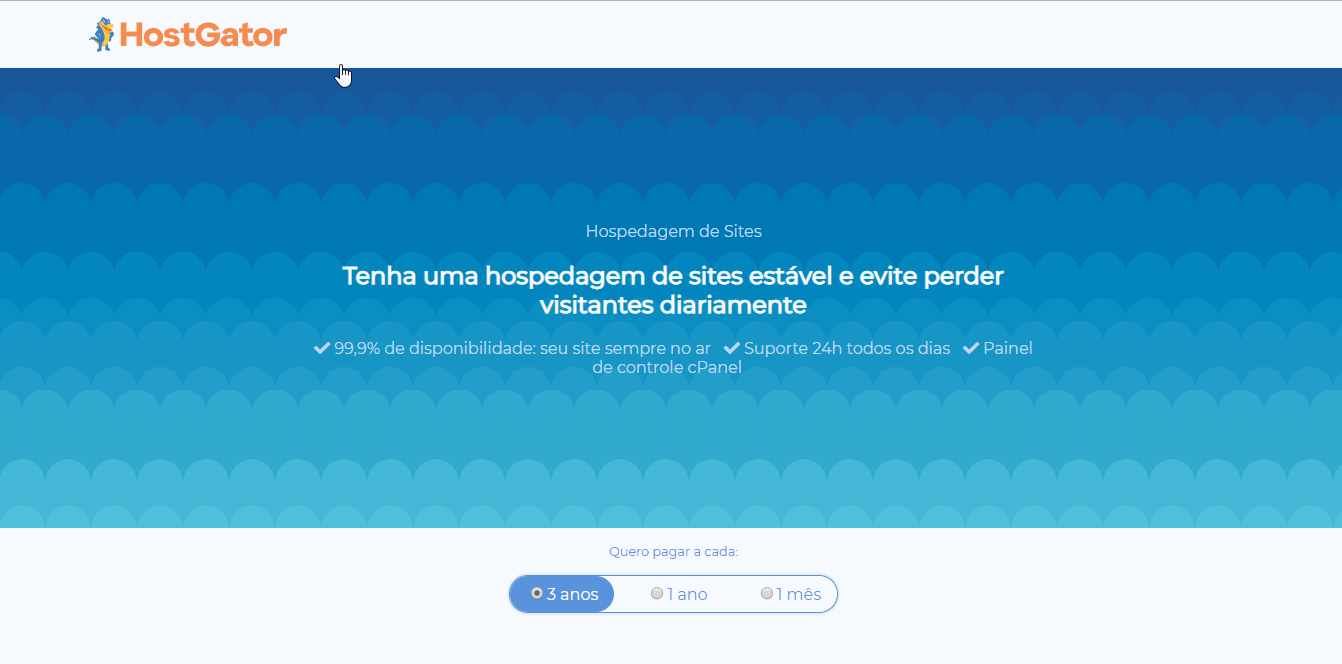 HostGator
Hospedagem de Sites
Tenha uma hospedagem de sites estável e evite perder
visitantes diariamente
99,9% de disponibilidade: seu site sempre no ar Suporte 24h todos os dias Painel
de controle cPanel
Quero pagar a cada:
3 anos 1 ano 1 mês